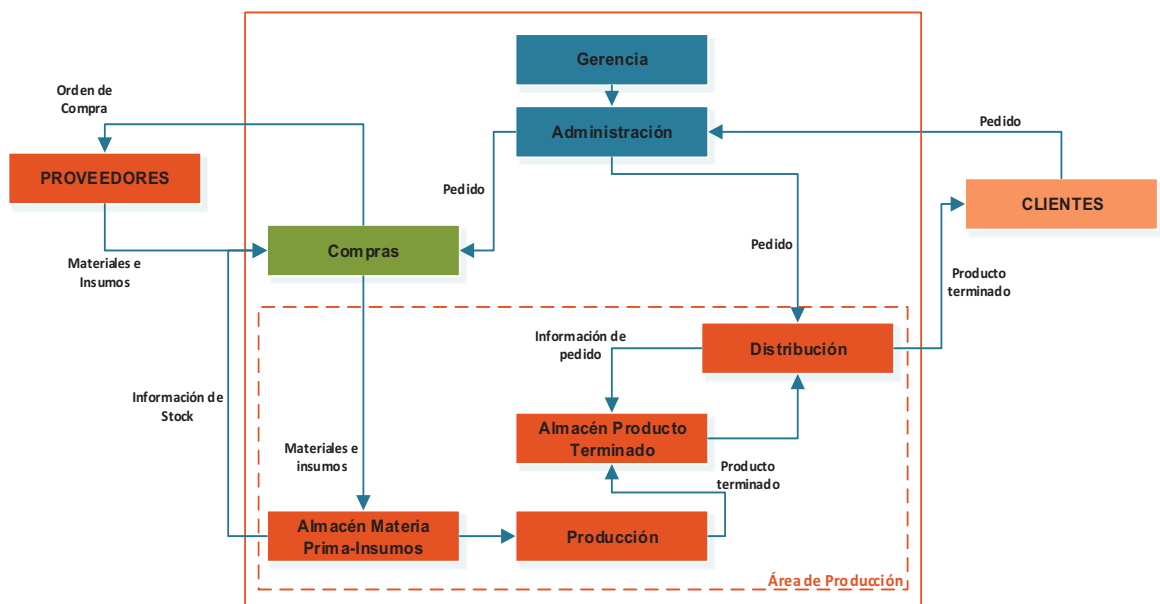 Gerencia
Orden de
Compra
Administración
Pedido
PROVEEDORES
Pedido
CLIENTES
Compras
Pedido
Materiales e
Insumos
Producto
terminado
Información de
pedido
Distribución
Información de
Stock
Almacén Producto
Terminado
Materiales e
insumos
Producto
terminado
Almacén Materia
Prima-Insumos
Producción
Área de Producción